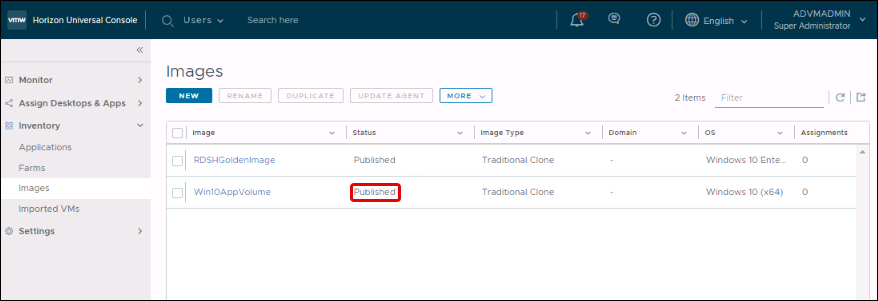 vmw Horizon Universal Console Users Search here 17 English ADVMADMIN
Super Administrator
Monitor
Assign Desktops & Apps
Inventory
Applications
Farms
Images
Imported VMs
Settings
Images
NEW RENAME DUPLICATE UPDATE AGENT MORE 2 Items Filter
Image Status Image Type Domain OS Assignments
RDSHGoldenImage Published Traditional Clone - Windows 10 Ente... 0
Win10AppVolume Published Traditional Clone - Windows 10 (x64) 0